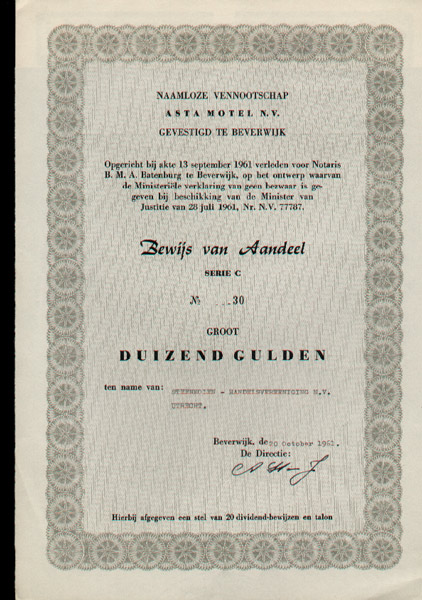 NAAMLOZE VENNOOTSCHAP
ASTA MOTEL N.V.
GEVESTIGD TE BEVERWIJK
Opgericht bij akte 13 september 1961 verleden voor Notaris
B. M. A. Batenburg te Beverwijk, op het ontwerp waarvan
de Ministeriële verklaring van geen bezwaar is ge-
geven bij beschikking van de Minister van
Justitie van 28 juli 1961, Nr. N.V. 77787.
Bewijs van Aandeel
SERIE C
№ ...30
GROOT
DUIZEND GULDEN
ten name van:
STEENKOLEN - HANDELSVEREENIGING N.V.
UTRECHT.
Beverwijk, de 20 October 1961.
De Directie:
Hierbij afgegeven een stel van 20 dividend-bewijzen en talon